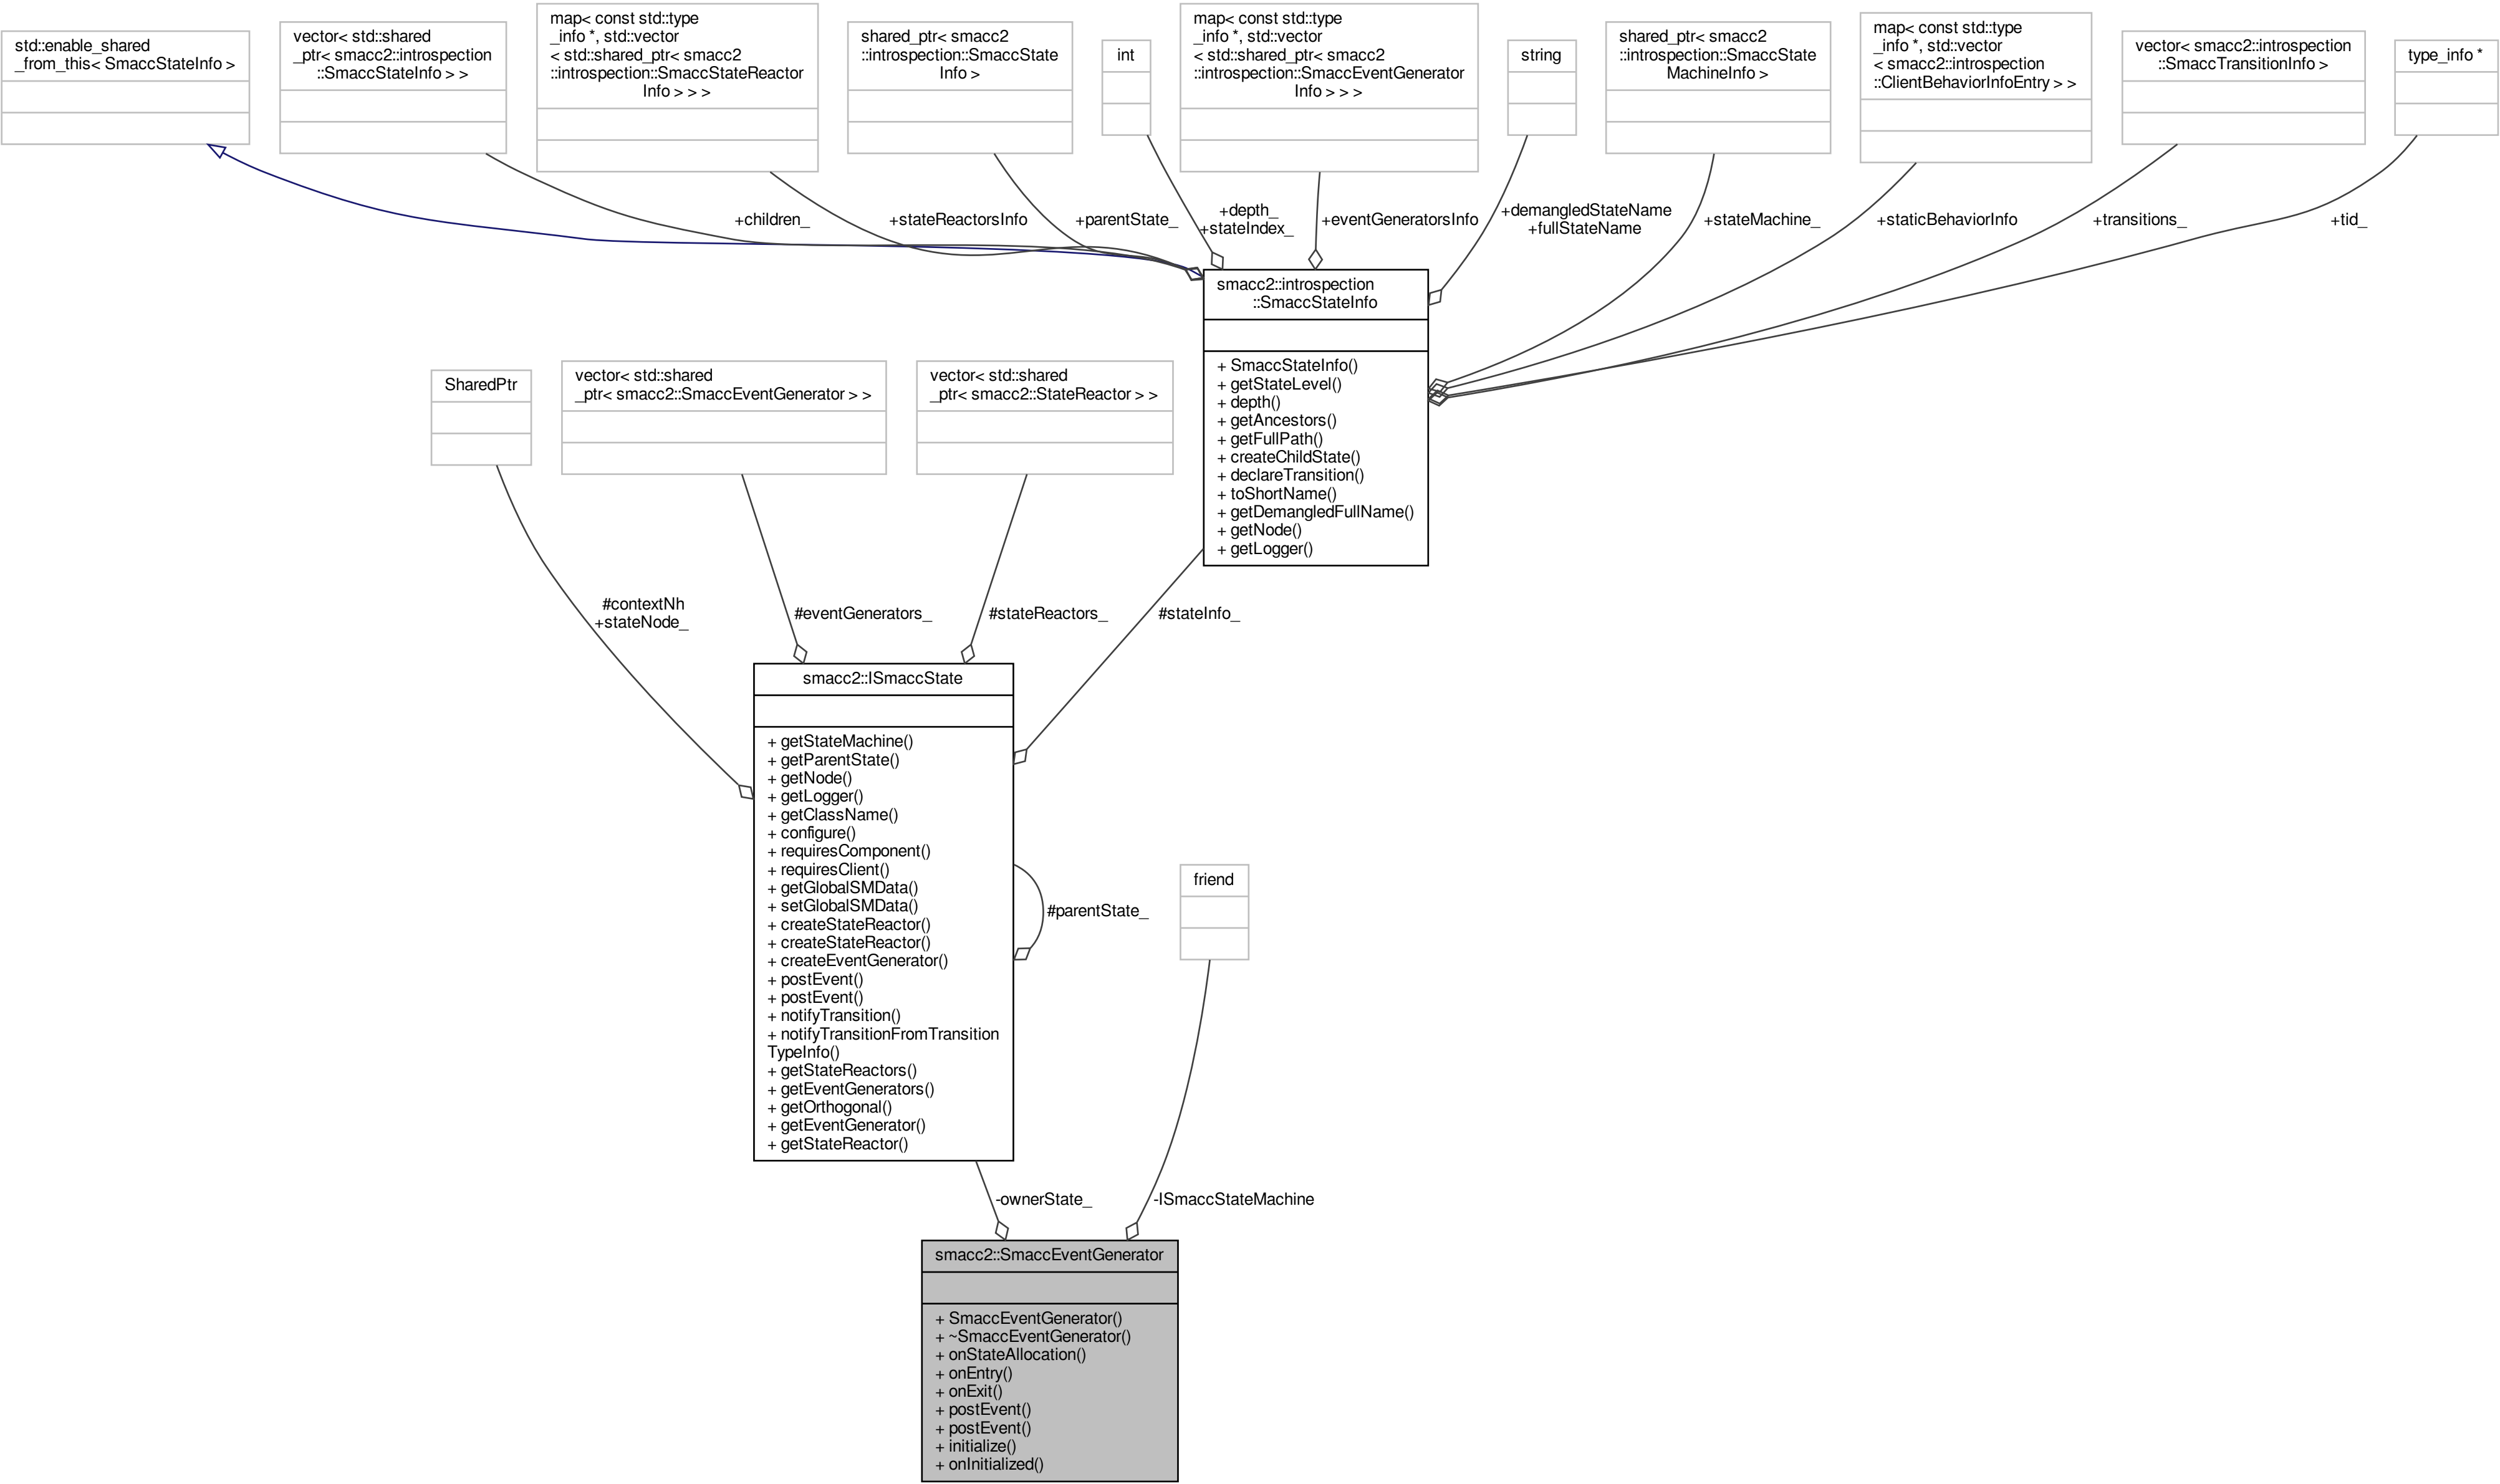 std::enable_shared
_from_this< SmaccStateInfo >
vector< std::shared
_ptr< smacc2::introspection
::SmaccStateInfo > >
map< const std::type
_info *, std::vector
< std::shared_ptr< smacc2
::introspection::SmaccStateReactor
Info > > >
shared_ptr< smacc2
::introspection::SmaccState
Info >
int
map< const std::type
_info *, std::vector
< std::shared_ptr< smacc2
::introspection::SmaccEventGenerator
Info > > >
string
shared_ptr< smacc2
::introspection::SmaccState
MachineInfo >
map< const std::type
_info *, std::vector
< smacc2::introspection
::ClientBehaviorInfoEntry > >
vector< smacc2::introspection
::SmaccTransitionInfo >
type_info *
+children_
+stateReactorsInfo
+parentState_
+depth_
+stateIndex_
+eventGeneratorsInfo
+demangledStateName
+fullStateName
+stateMachine_
+staticBehaviorInfo
+transitions_
+tid_
smacc2::introspection
::SmaccStateInfo
+ SmaccStateInfo()
+ getStateLevel()
+ depth()
+ getAncestors()
+ getFullPath()
+ createChildState()
+ declareTransition()
+ toShortName()
+ getDemangledFullName()
+ getNode()
+ getLogger()
SharedPtr
vector< std::shared
_ptr< smacc2::SmaccEventGenerator > >
vector< std::shared
_ptr< smacc2::StateReactor > >
#contextNh
+stateNode_
#eventGenerators_
#stateReactors_
#stateInfo_
smacc2::ISmaccState
+ getStateMachine()
+ getParentState()
+ getNode()
+ getLogger()
+ getClassName()
+ configure()
+ requiresComponent()
+ requiresClient()
+ getGlobalSMData()
+ setGlobalSMData()
+ createStateReactor()
+ createStateReactor()
+ createEventGenerator()
+ postEvent()
+ postEvent()
+ notifyTransition()
+ notifyTransitionFromTransition
TypeInfo()
+ getStateReactors()
+ getEventGenerators()
+ getOrthogonal()
+ getEventGenerator()
+ getStateReactor()
#parentState_
friend
-ownerState_
-ISmaccStateMachine
smacc2::SmaccEventGenerator
+ SmaccEventGenerator()
+ ~SmaccEventGenerator()
+ onStateAllocation()
+ onEntry()
+ onExit()
+ postEvent()
+ postEvent()
+ initialize()
+ onInitialized()